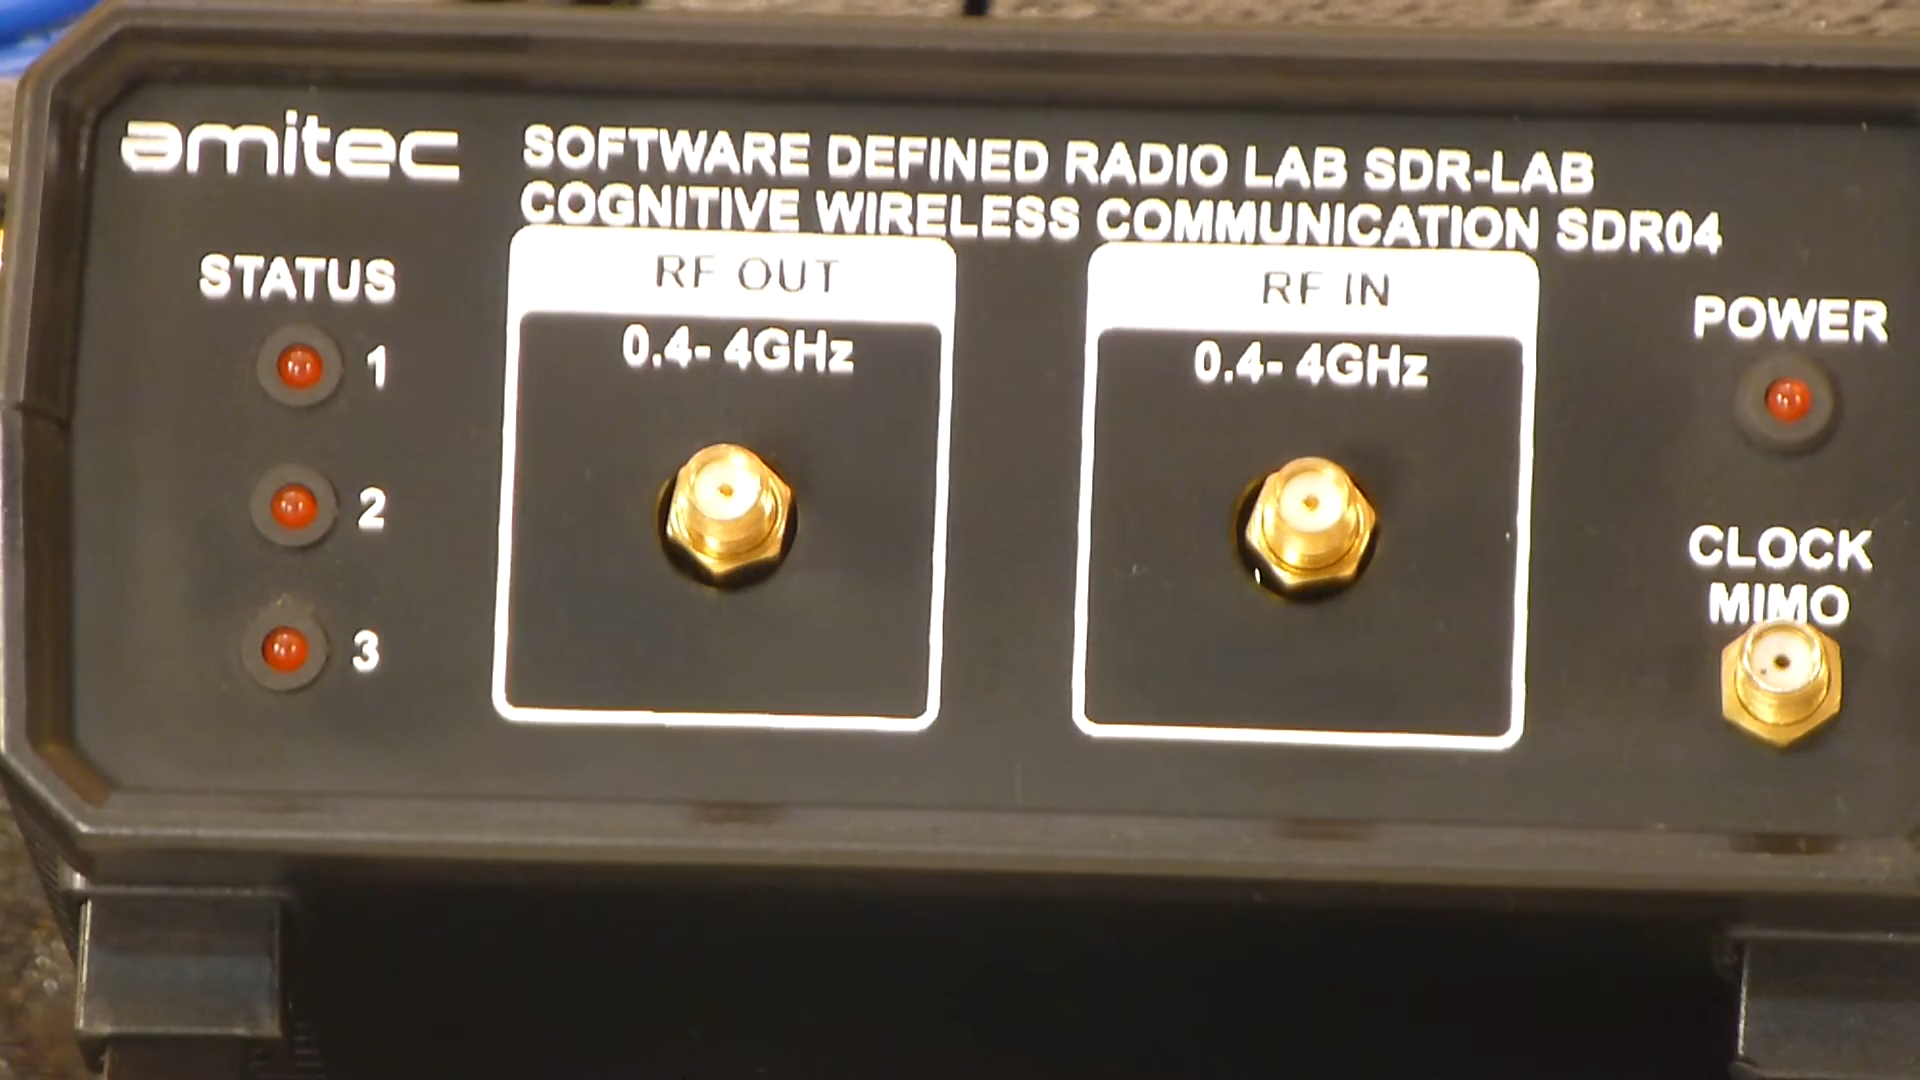 amitec
SOFTWARE DEFINED RADIO LAB SDR-LAB
COGNITIVE WIRELESS COMMUNICATION SDR04
STATUS
1
2
3
RF OUT
0.4- 4GHz
RF IN
0.4- 4GHz
POWER
CLOCK
MIMO